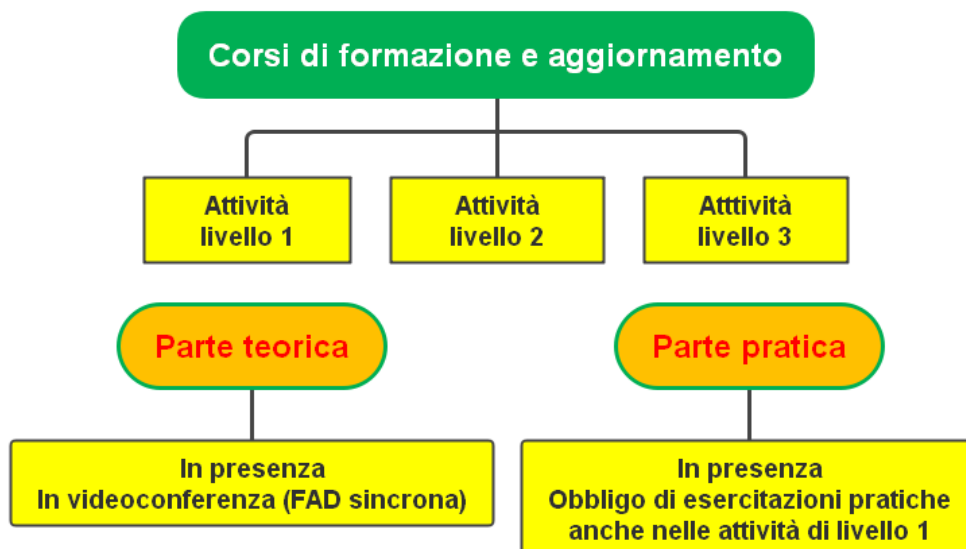 Corsi di formazione e aggiornamento
Attività
livello 1
Attività
livello 2
Atttività
livello 3
Parte teorica
Parte pratica
In presenza
In videoconferenza (FAD sincrona)
In presenza
Obbligo di esercitazioni pratiche
anche nelle attività di livello 1